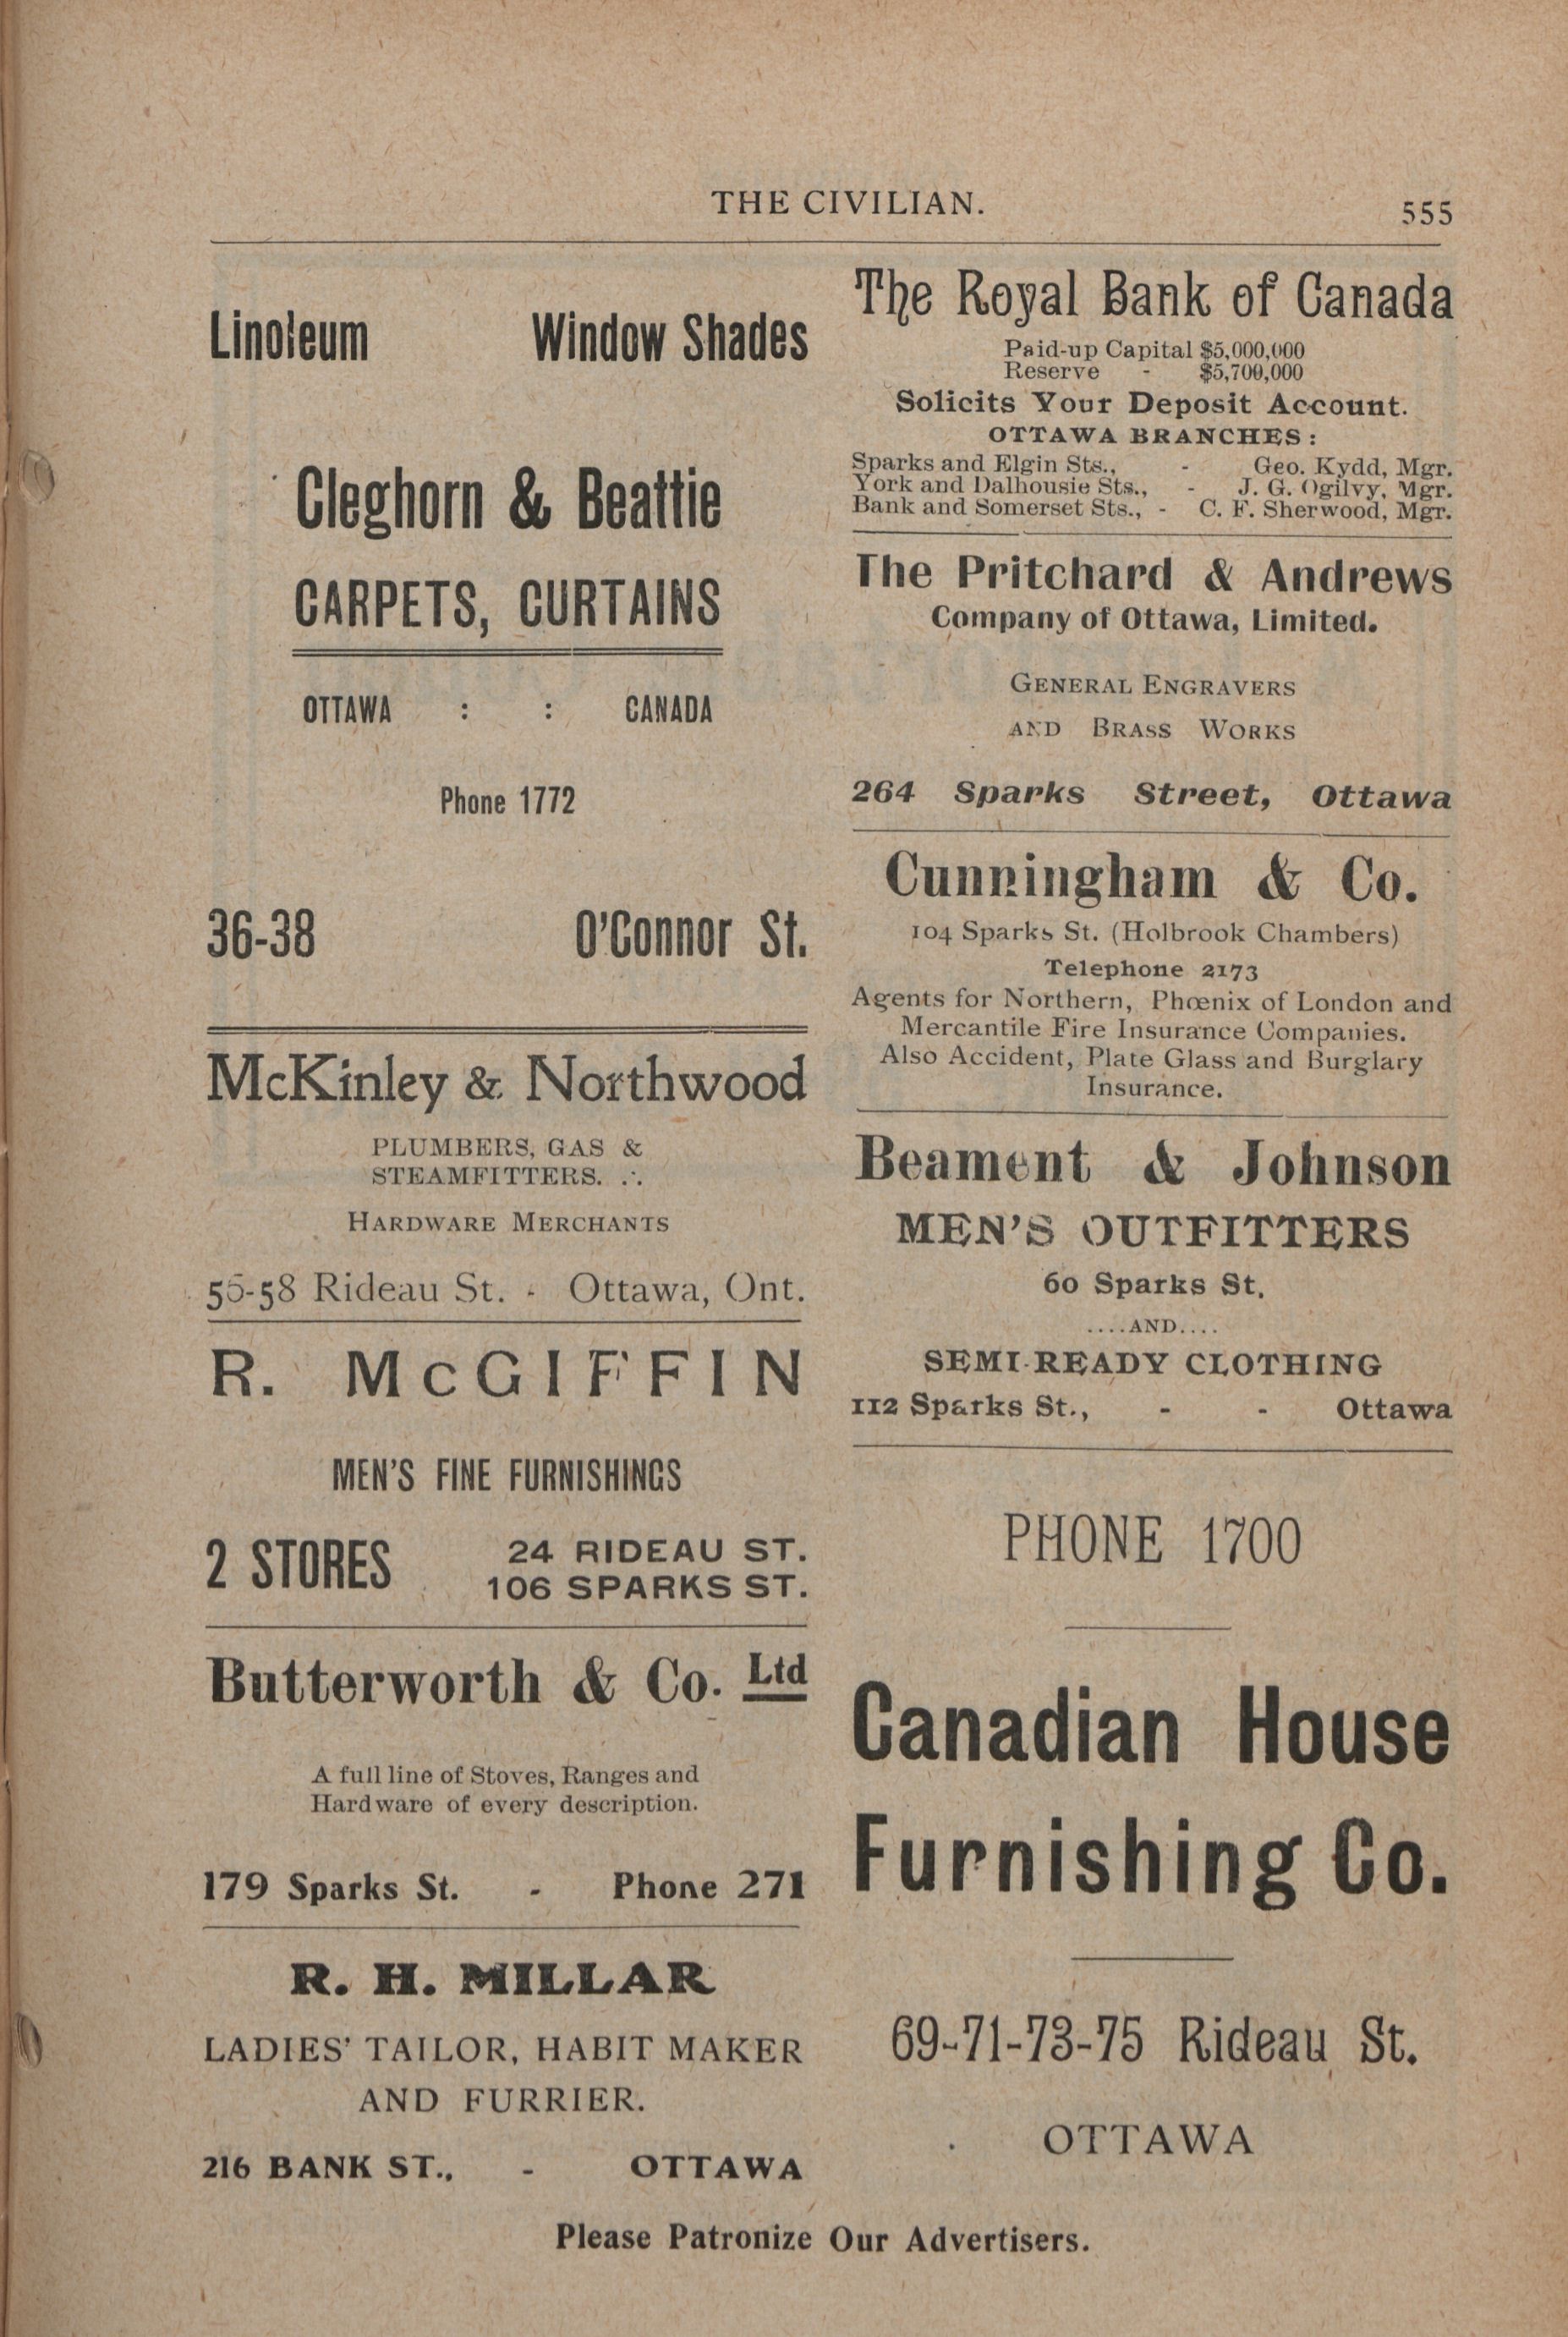 THE CIVILIAN.
555
Linoleum Window Shades
Cleghorn & Beattie
CARPETS, CURTAINS
OTTAWA : : CANADA
Phone 1772
36-38 O'Connor St.
McKinley & Northwood
PLUMBERS, GAS &
STEAMFITTERS. ∴
HARDWARE MERCHANTS
56-58 Rideau St. - Ottawa, Ont.
R. McGIFFIN
MEN'S FINE FURNISHINGS
2 STORES
24 RIDEAU ST.
106 SPARKS ST.
Butterworth & Co. Ltd
A full line of Stoves, Ranges and
Hardware of every description.
179 Sparks St. - Phone 271
R. H. MILLAR
LADIES' TAILOR, HABIT MAKER
AND FURRIER.
216 BANK ST., - OTTAWA
The Royal Bank of Canada
Paid-up Capital $5,000,000
Reserve - $5,700,000
Solicits Your Deposit Account.
OTTAWA BRANCHES:
Sparks and Elgin Sts., - Geo. Kydd, Mgr.
York and Dalhousie Sts., - J. G. Ogilvy, Mgr.
Bank and Somerset Sts., - C. F. Sherwood, Mgr.
The Pritchard & Andrews
Company of Ottawa, Limited.
GENERAL ENGRAVERS
AND BRASS WORKS
264 Sparks Street, Ottawa
Cunningham & Co.
104 Sparks St. (Holbrook Chambers)
Telephone 2173
Agents for Northern, Phœnix of London and
Mercantile Fire Insurance Companies.
Also Accident, Plate Glass and Burglary
Insurance.
Beament & Johnson
MEN'S OUTFITTERS
60 Sparks St.
....AND....
SEMI-READY CLOTHING
112 Sparks St., - - Ottawa
PHONE 1700
Canadian House
Furnishing Co.
69-71-73-75 Rideau St.
OTTAWA
Please Patronize Our Advertisers.